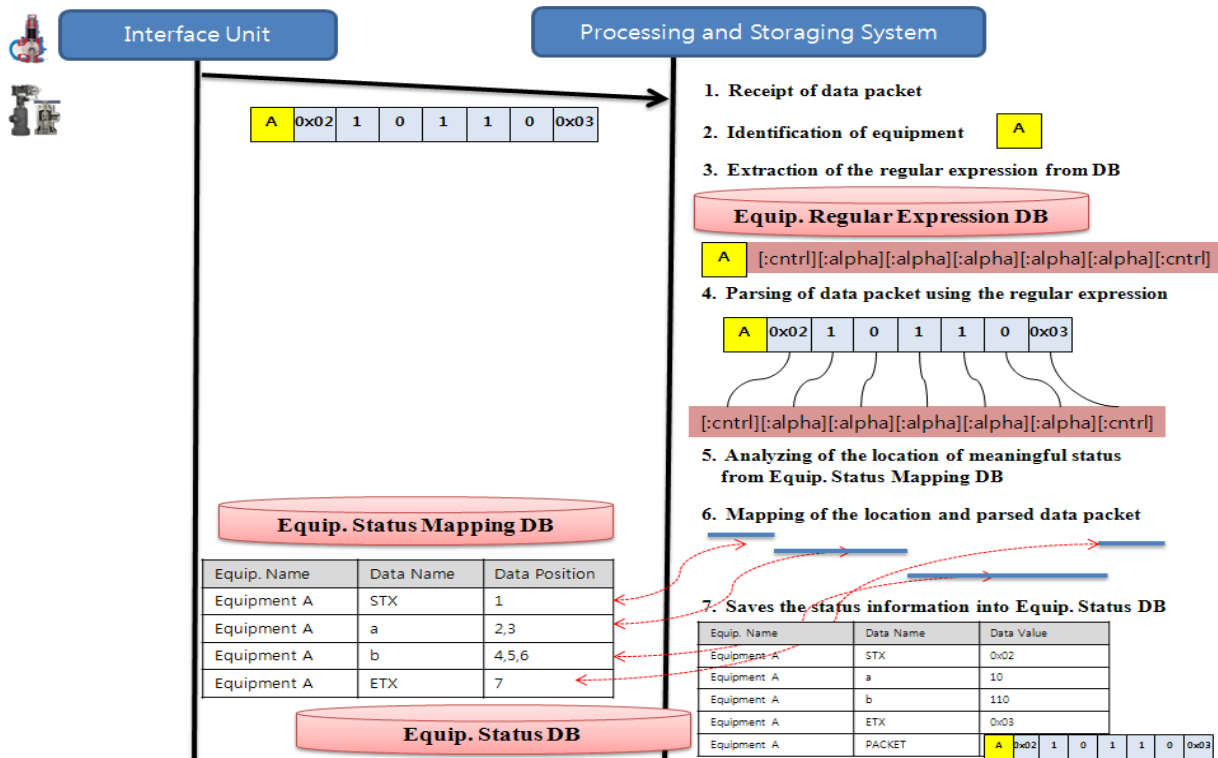 Interface Unit
Processing and Storaging System
A 0x02 1 0 1 1 0 0x03
1. Receipt of data packet
2. Identification of equipment A
3. Extraction of the regular expression from DB
Equip. Regular Expression DB
A [:cntrl][:alpha][:alpha][:alpha][:alpha][:alpha][:cntrl]
4. Parsing of data packet using the regular expression
A 0x02 1 0 1 1 0 0x03
[:cntrl][:alpha][:alpha][:alpha][:alpha][:alpha][:cntrl]
5. Analyzing of the location of meaningful status
from Equip. Status Mapping DB
6. Mapping of the location and parsed data packet
Equip. Status Mapping DB
Equip. Name Data Name Data Position
Equipment A STX 1
Equipment A a 2,3
Equipment A b 4,5,6
Equipment A ETX 7
7. Saves the status information into Equip. Status DB
Equip. Name Data Name Data Value
Equipment A STX 0x02
Equipment A a 10
Equipment A b 110
Equipment A ETX 0x03
Equipment A PACKET A 0x02 1 0 1 1 0 0x03
Equip. Status DB